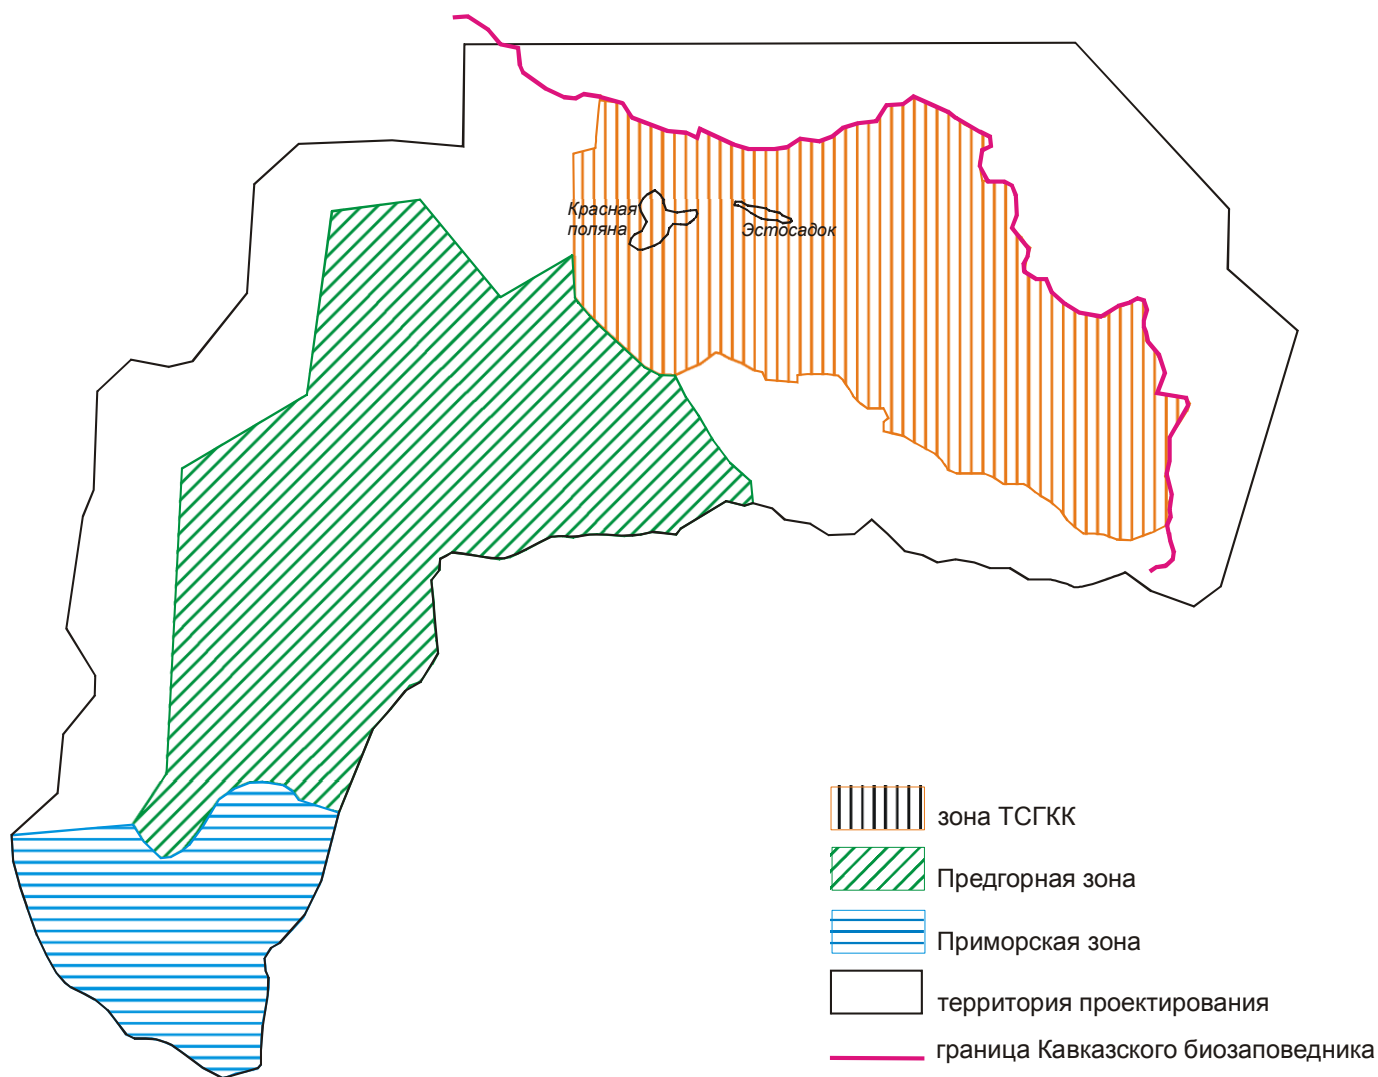 Красная
поляна
Эстосадок
зона ТСГКК
Предгорная зона
Приморская зона
территория проектирования
граница Кавказского биозаповедника